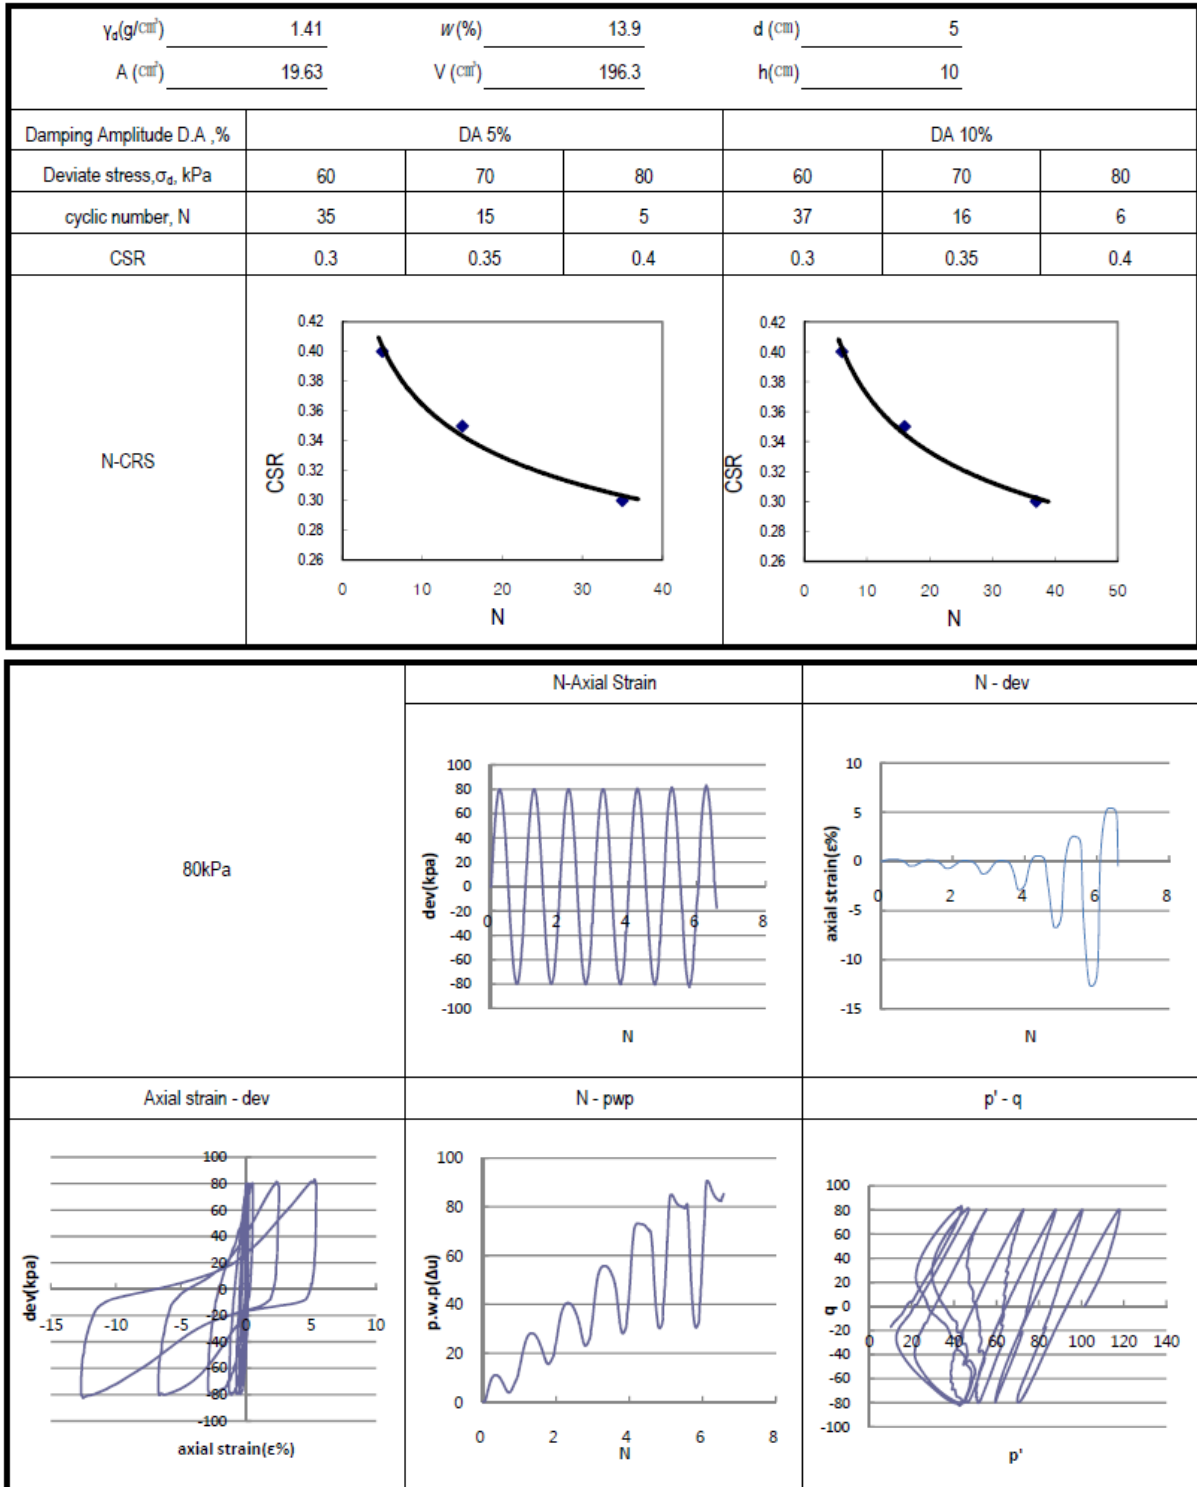 γd(g/㎤) 1.41 W(%) 13.9 d (㎝) 5
A (㎠) 19.63 V (㎤) 196.3 h(㎝) 10
Damping Amplitude D.A ,% DA 5% DA 10%
Deviate stress,σd, kPa 60 70 80 60 70 80
cyclic number, N 35 15 5 37 16 6
CSR 0.3 0.35 0.4 0.3 0.35 0.4
N-CRS
0.42
0.40
0.38
0.36
0.34
0.32
0.30
0.28
0.26
CSR
0 10 20 30 40
N
0.42
0.40
0.38
0.36
0.34
0.32
0.30
0.28
0.26
CSR
0 10 20 30 40 50
N
80kPa
N-Axial Strain
100
80
60
40
20
0
-20
-40
-60
-80
-100
dev(kpa)
0 2 4 6 8
N
N - dev
10
5
0
-5
-10
-15
axial strain(ε%)
0 2 4 6 8
N
Axial strain - dev
100
80
60
40
20
0
-20
-40
-60
-80
-100
dev(kpa)
-15 -10 -5 0 5 10
axial strain(ε%)
N - pwp
100
80
60
40
20
0
p.w.p(Δu)
0 2 4 6 8
N
p' - q
100
80
60
40
20
0
-20
-40
-60
-80
-100
q
0 20 40 60 80 100 120 140
p'